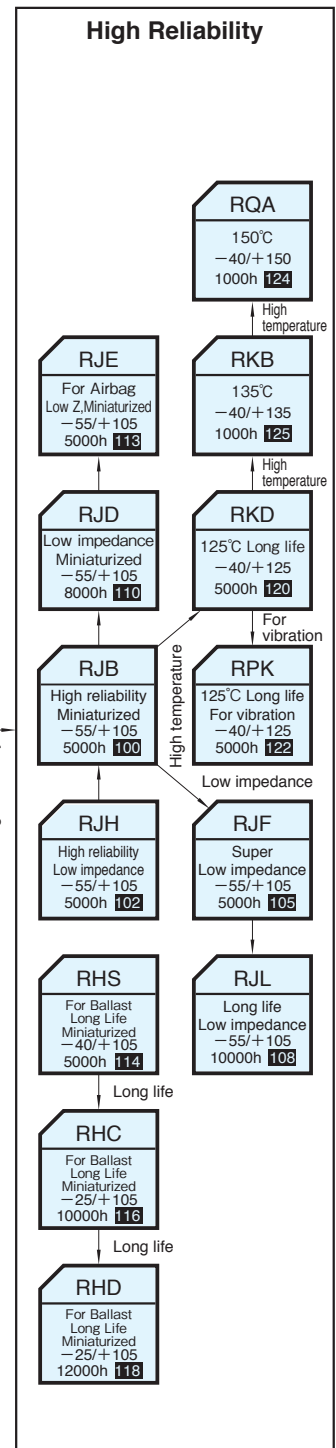 High Reliability
RQA
150℃
−40/+150
1000h 124
High
temperature
RJE
For Airbag
Low Z,Miniaturized
−55/+105
5000h 113
RKB
135℃
−40/+135
1000h 125
High
temperature
RJD
Low impedance
Miniaturized
−55/+105
8000h 110
RKD
125℃ Long life
−40/+125
5000h 120
For
vibration
High temperature
RJB
High reliability
Miniaturized
−55/+105
5000h 100
RPK
125℃ Long life
For vibration
−40/+125
5000h 122
Low impedance
RJH
High reliability
Low impedance
−55/+105
5000h 102
RJF
Super
Low impedance
−55/+105
5000h 105
RHS
For Ballast
Long Life
Miniaturized
−40/+105
5000h 114
Long life
RJL
Long life
Low impedance
−55/+105
10000h 108
RHC
For Ballast
Long Life
Miniaturized
−25/+105
10000h 116
Long life
RHD
For Ballast
Long Life
Miniaturized
−25/+105
12000h 118